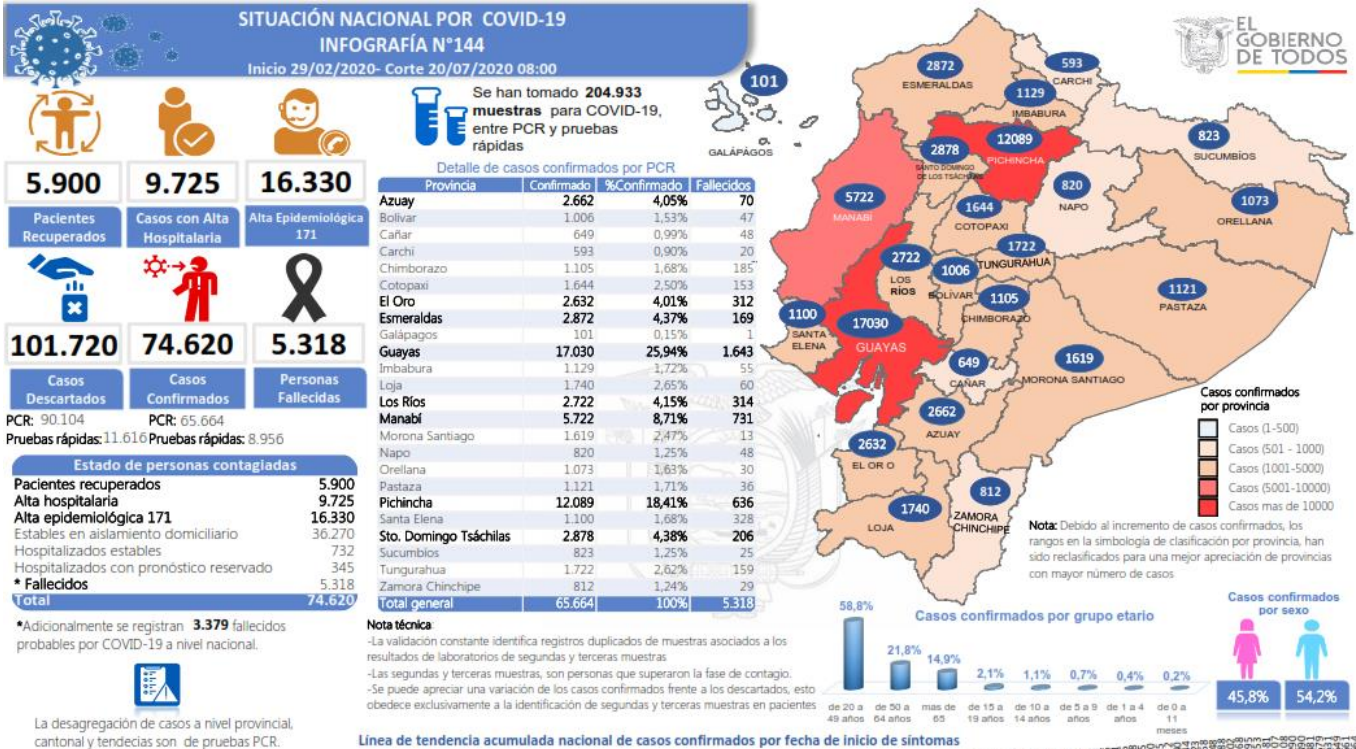 SITUACIÓN NACIONAL POR COVID-19
INFOGRAFÍA N°144
Inicio 29/02/2020- Corte 20/07/2020 08:00
5.900
Pacientes
Recuperados
9.725
Casos con Alta
Hospitalaria
16.330
Alta Epidemiológica
171
101.720
Casos
Descartados
74.620
Casos
Confirmados
5.318
Personas
Fallecidas
PCR: 90.104 PCR: 65.664
Pruebas rápidas: 11.616 Pruebas rápidas: 8.956
Estado de personas contagiadas
Pacientes recuperados 5.900
Alta hospitalaria 9.725
Alta epidemiológica 171 16.330
Estables en aislamiento domiciliario 36.270
Hospitalizados estables 732
Hospitalizados con pronóstico reservado 345
* Fallecidos 5.318
Total 74.620
*Adicionalmente se registran 3.379 fallecidos
probables por COVID-19 a nivel nacional.
La desagregación de casos a nivel provincial,
cantonal y tendecias son de pruebas PCR.
Se han tomado 204.933
muestras para COVID-19,
entre PCR y pruebas
rápidas
Detalle de casos confirmados por PCR
Provincia Confirmado %Confirmado Fallecidos
Azuay 2.662 4,05% 70
Bolívar 1.006 1,53% 47
Cañar 649 0,99% 48
Carchi 593 0,90% 20
Chimborazo 1.105 1,68% 185
Cotopaxi 1.644 2,50% 153
El Oro 2.632 4,01% 312
Esmeraldas 2.872 4,37% 169
Galápagos 101 0,15% 1
Guayas 17.030 25,94% 1.643
Imbabura 1.129 1,72% 55
Loja 1.740 2,65% 60
Los Ríos 2.722 4,15% 314
Manabí 5.722 8,71% 731
Morona Santiago 1.619 2,47% 13
Napo 820 1,25% 48
Orellana 1.073 1,63% 30
Pastaza 1.121 1,71% 36
Pichincha 12.089 18,41% 636
Santa Elena 1.100 1,68% 328
Sto. Domingo Tsáchilas 2.878 4,38% 206
Sucumbios 823 1,25% 25
Tungurahua 1.722 2,62% 159
Zamora Chinchipe 812 1,24% 29
Total general 65.664 100% 5.318
Nota técnica:
-La validación constante identifica registros duplicados de muestras asociados a los
resultados de laboratorios de segundas y terceras muestras
-Las segundas y terceras muestras, son personas que superaron la fase de contagio.
-Se puede apreciar una variación de los casos confirmados frente a los descartados, esto
obedece exclusivamente a la identificación de segundas y terceras muestras en pacientes
Línea de tendencia acumulada nacional de casos confirmados por fecha de inicio de síntomas
EL
GOBIERNO
DE TODOS
101
GALÁPAGOS
2872
ESMERALDAS
593
CARCHI
1129
IMBABURA
12089
PICHINCHA
2878
SANTO DOMINGO
DE LOS TSÁCHILAS
823
SUCUMBÍOS
5722
MANABÍ
820
NAPO
1073
ORELLANA
1644
COTOPAXI
1722
TUNGURAHUA
2722
LOS
RÍOS
1006
BOLÍVAR
1105
CHIMBORAZO
1121
PASTAZA
1100
SANTA
ELENA
17030
GUAYAS
649
CAÑAR
1619
MORONA SANTIAGO
2662
AZUAY
2632
EL OR O
812
ZAMORA
CHINCHIPE
1740
LOJA
Casos confirmados
por provincia
Casos (1-500)
Casos (501 - 1000)
Casos (1001-5000)
Casos (5001-10000)
Casos mas de 10000
Nota: Debido al incremento de casos confirmados, los
rangos en la simbología de clasificación por provincia, han
sido reclasificados para una mejor apreciación de provincias
con mayor número de casos
Casos confirmados por grupo etario
58,8% 21,8% 14,9% 2,1% 1,1% 0,7% 0,4% 0,2%
de 20 a de 50 a mas de de 15 a de 10 a de 5 a 9 de 1 a 4 de 0 a
49 años 64 años 65 19 años 14 años años años 11
meses
Casos confirmados
por sexo
45,8% 54,2%